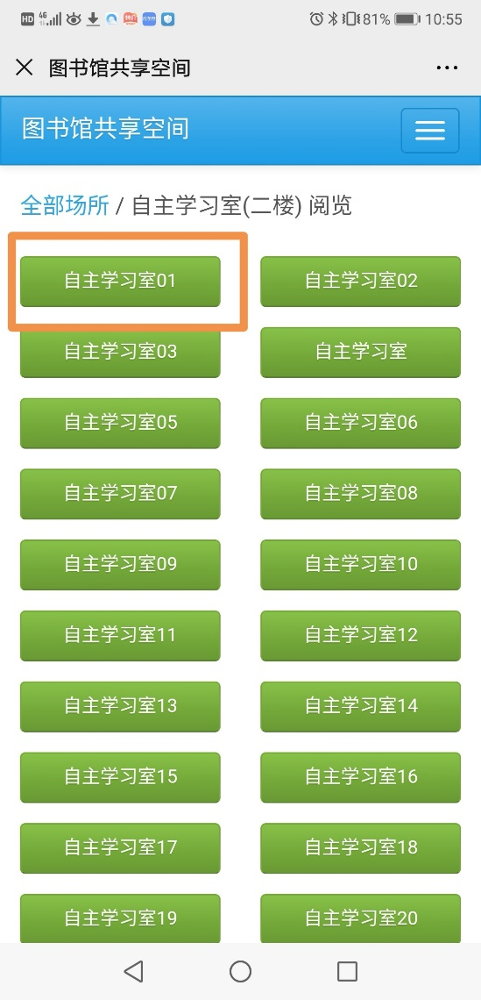 HD 4G 81% 10:55
图书馆共享空间
图书馆共享空间
全部场所 / 自主学习室(二楼) 阅览
自主学习室01 自主学习室02
自主学习室03 自主学习室
自主学习室05 自主学习室06
自主学习室07 自主学习室08
自主学习室09 自主学习室10
自主学习室11 自主学习室12
自主学习室13 自主学习室14
自主学习室15 自主学习室16
自主学习室17 自主学习室18
自主学习室19 自主学习室20